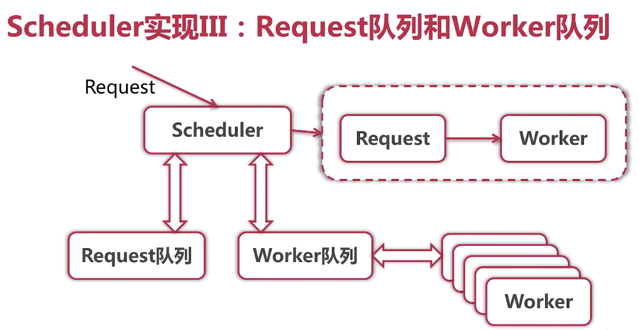 Scheduler实现III：Request队列和Worker队列
Request
Scheduler
Request
Worker
Request队列
Worker队列
Worker